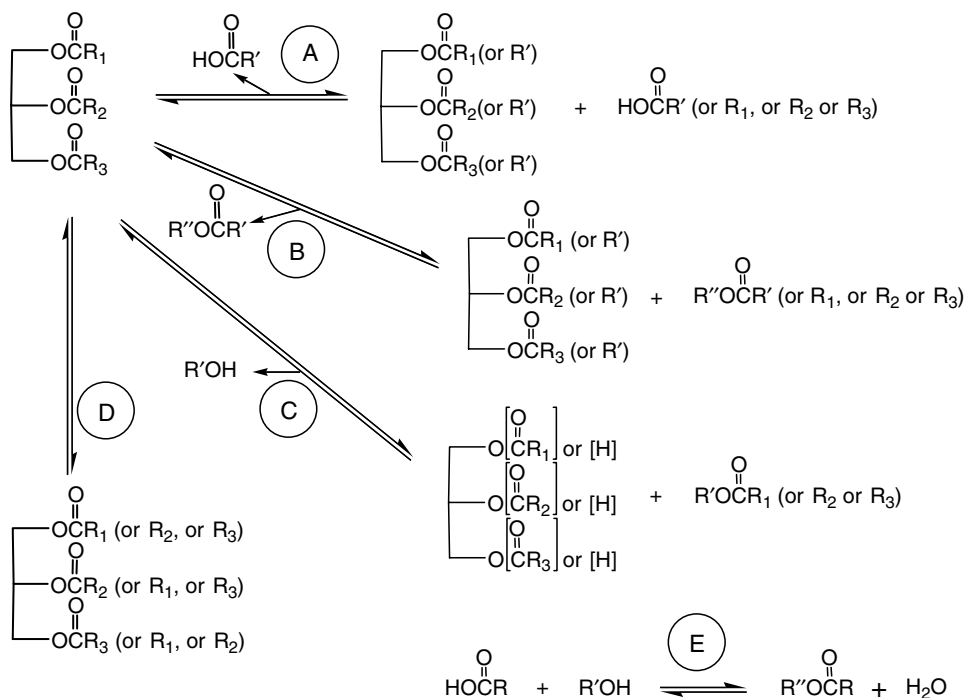 O
OCR₁
O
OCR₂
O
OCR₃
O
HOCR′
A
O
OCR₁(or R′)
O
OCR₂(or R′)
O
OCR₃(or R′)
+
O
HOCR′ (or R₁, or R₂ or R₃)
O
R″OCR′
B
O
OCR₁ (or R′)
O
OCR₂ (or R′)
O
OCR₃ (or R′)
+
O
R″OCR′ (or R₁, or R₂ or R₃)
R′OH
C
D
O
O[CR₁] or [H]
O
O[CR₂] or [H]
O
O[CR₃] or [H]
+
O
R′OCR₁ (or R₂ or R₃)
O
OCR₁ (or R₂, or R₃)
O
OCR₂ (or R₁, or R₃)
O
OCR₃ (or R₁, or R₂)
O
HOCR + R′OH
E
O
R″OCR + H₂O